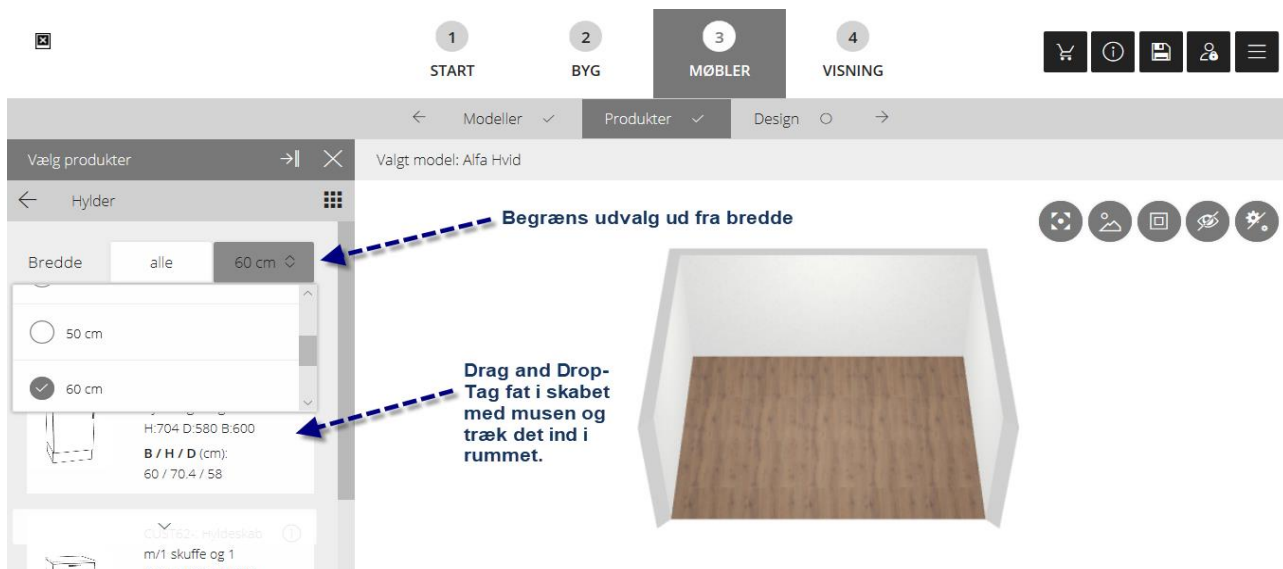 1
2
3
4
START
BYG
MØBLER
VISNING
Modeller
Produkter
Design
Vælg produkter
Valgt model: Alfa Hvid
Hylder
Begræns udvalg ud fra bredde
Bredde
alle
60 cm
50 cm
60 cm
Drag and Drop-
Tag fat i skabet
med musen og
træk det ind i
rummet.
H:704 D:580 B:600
B / H / D (cm):
60 / 70.4 / 58
Hyldeskab
m/1 skuffe og 1